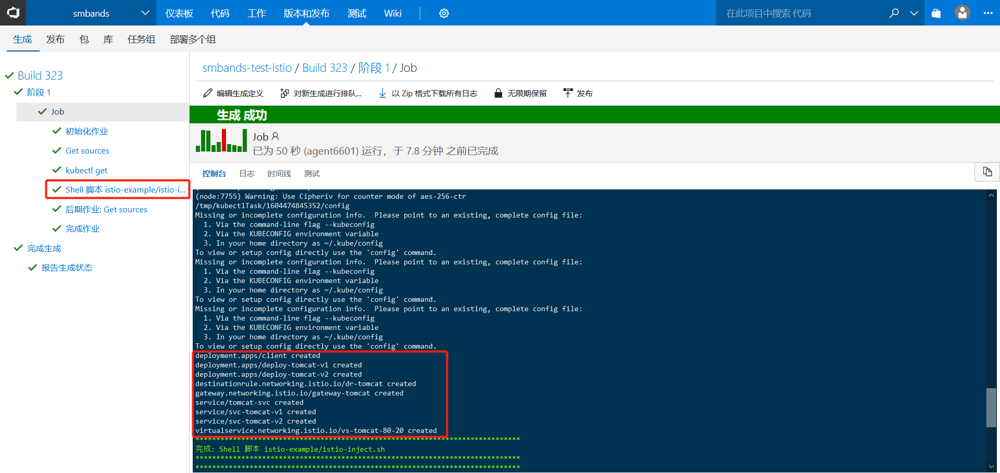 smbands
仪表板 代码 工作 版本和发布 测试 Wiki
在此项目中搜索 代码
生成 发布 包 库 任务组 部署多个组
Build 323
阶段 1
Job
初始化作业
Get sources
kubectl get
Shell 脚本 istio-example/istio-i...
后期作业: Get sources
完成作业
完成生成
报告生成状态
smbands-test-istio / Build 323 / 阶段 1 / Job
编辑生成定义 对新生成进行排队... 以 Zip 格式下载所有日志 无限期保留 发布
生成 成功
Job
已为 50 秒 (agent6601) 运行，于 7.8 分钟 之前已完成
控制台 日志 时间线 测试
(node:7755) Warning: Use Cipheriv for counter mode of aes-256-ctr
/tmp/kubectlTask/1604474845352/config
Missing or incomplete configuration info.  Please point to an existing, complete config file:
1. Via the command-line flag --kubeconfig
2. Via the KUBECONFIG environment variable
3. In your home directory as ~/.kube/config
To view or setup config directly use the 'config' command.
Missing or incomplete configuration info.  Please point to an existing, complete config file:
1. Via the command-line flag --kubeconfig
2. Via the KUBECONFIG environment variable
3. In your home directory as ~/.kube/config
To view or setup config directly use the 'config' command.
Missing or incomplete configuration info.  Please point to an existing, complete config file:
1. Via the command-line flag --kubeconfig
2. Via the KUBECONFIG environment variable
3. In your home directory as ~/.kube/config
To view or setup config directly use the 'config' command.
deployment.apps/client created
deployment.apps/deploy-tomcat-v1 created
deployment.apps/deploy-tomcat-v2 created
destinationrule.networking.istio.io/dr-tomcat created
gateway.networking.istio.io/gateway-tomcat created
service/tomcat-svc created
service/svc-tomcat-v1 created
service/svc-tomcat-v2 created
virtualservice.networking.istio.io/vs-tomcat-80-20 created
******************************************************************************
完成: Shell 脚本 istio-example/istio-inject.sh
******************************************************************************
******************************************************************************